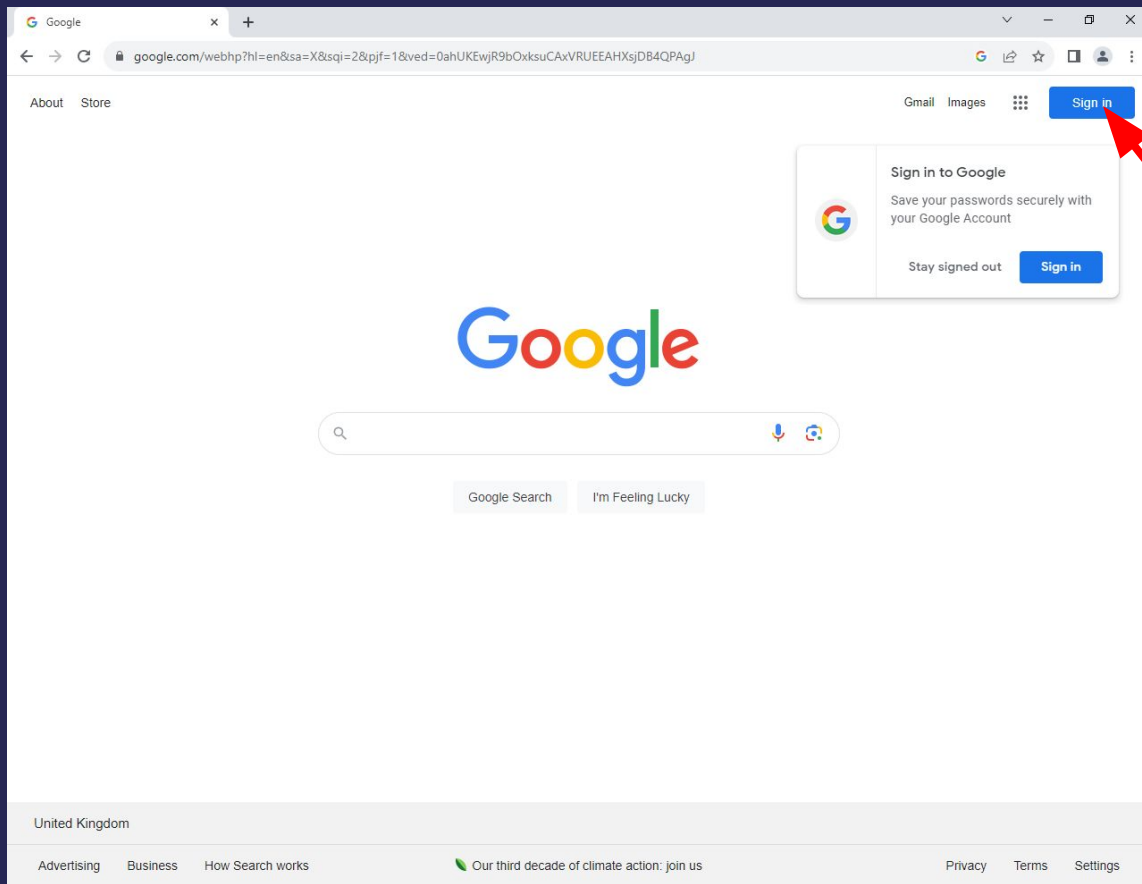 Google
google.com/webhp?hl=en&sa=X&sqi=2&pjf=1&ved=0ahUKEwjR9bOxksuCAxVRUEEAHXsjDB4QPAgJ
About Store Gmail Images Sign in
Sign in to Google
Save your passwords securely with
your Google Account
Stay signed out Sign in
Google
Google Search I'm Feeling Lucky
United Kingdom
Advertising Business How Search works Our third decade of climate action: join us Privacy Terms Settings